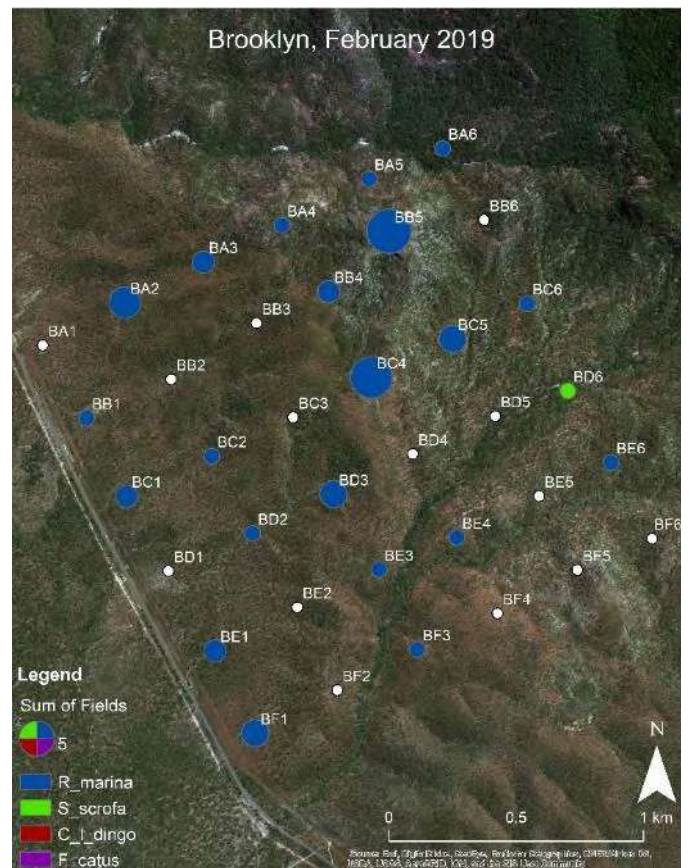 Brooklyn, February 2019
BA6
BA5
BB6
BA4
BB5
BA3
BB4
BA2
BC6
BB3
BC5
BA1
BC4
BB2
BD6
BD5
BB1
BC3
BD4
BC2
BE6
BC1
BD3
BE5
BD2
BE4
BF6
BD1
BE3
BF5
BE2
BF4
BE1
BF3
BF2
BF1
Legend
Sum of Fields
5
R_marina
S_scrofa
C_l_dingo
F_catus
N
0 0.5 1 km